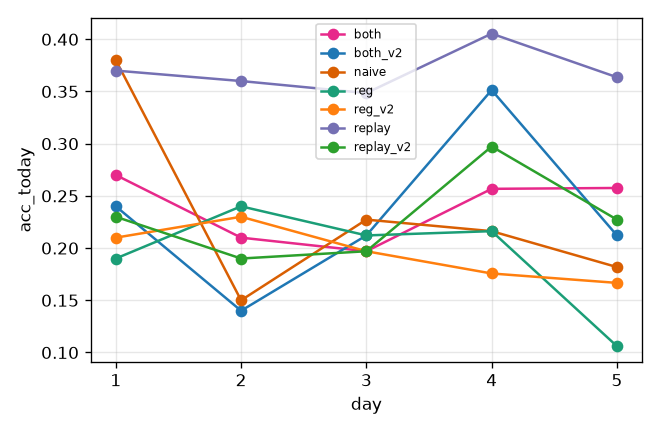 both
both_v2
naive
reg
reg_v2
replay
replay_v2
0.40
0.35
0.30
0.25
0.20
0.15
0.10
acc_today
1 2 3 4 5
day